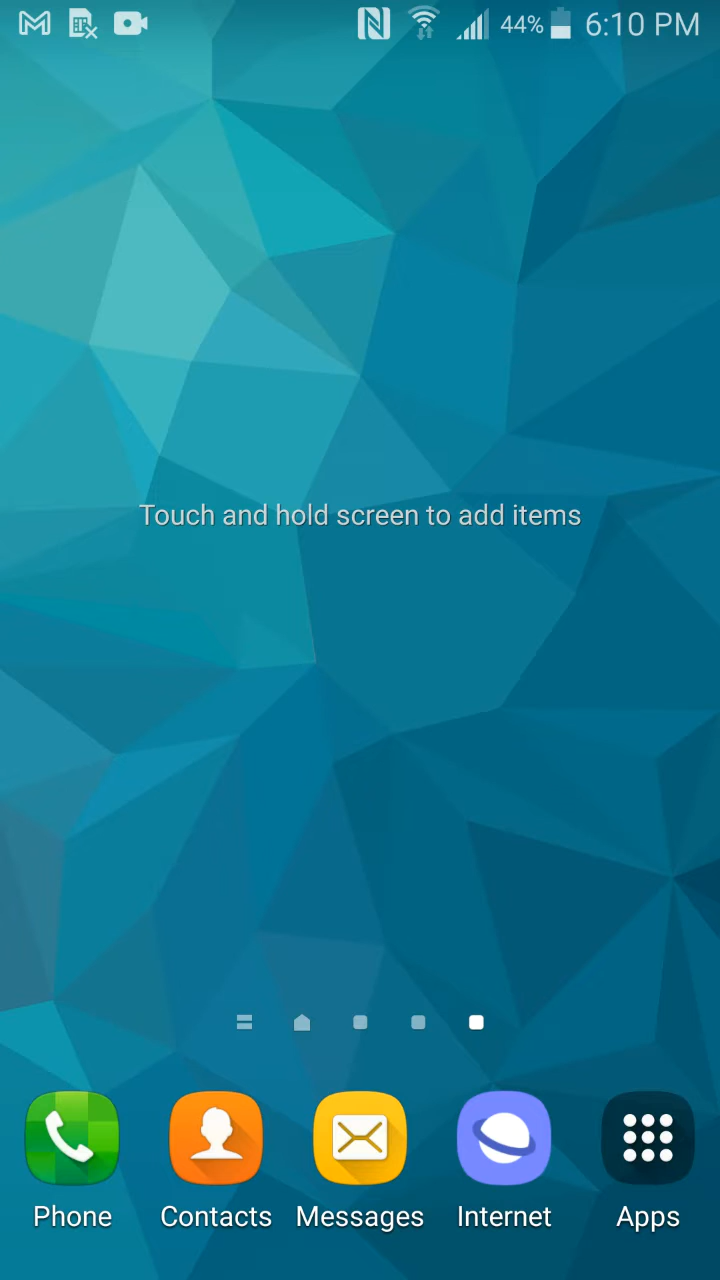 44% 6:10 PM
Touch and hold screen to add items
Phone Contacts Messages Internet Apps